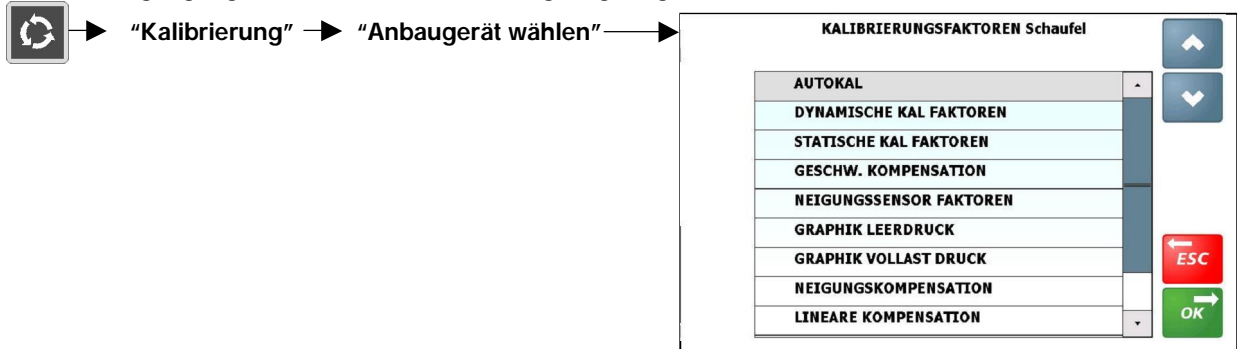 “Kalibrierung” “Anbaugerät wählen”
KALIBRIERUNGSFAKTOREN Schaufel
AUTOKAL
DYNAMISCHE KAL FAKTOREN
STATISCHE KAL FAKTOREN
GESCHW. KOMPENSATION
NEIGUNGSSENSOR FAKTOREN
GRAPHIK LEERDRUCK
GRAPHIK VOLLAST DRUCK
NEIGUNGSKOMPENSATION
LINEARE KOMPENSATION
ESC
OK